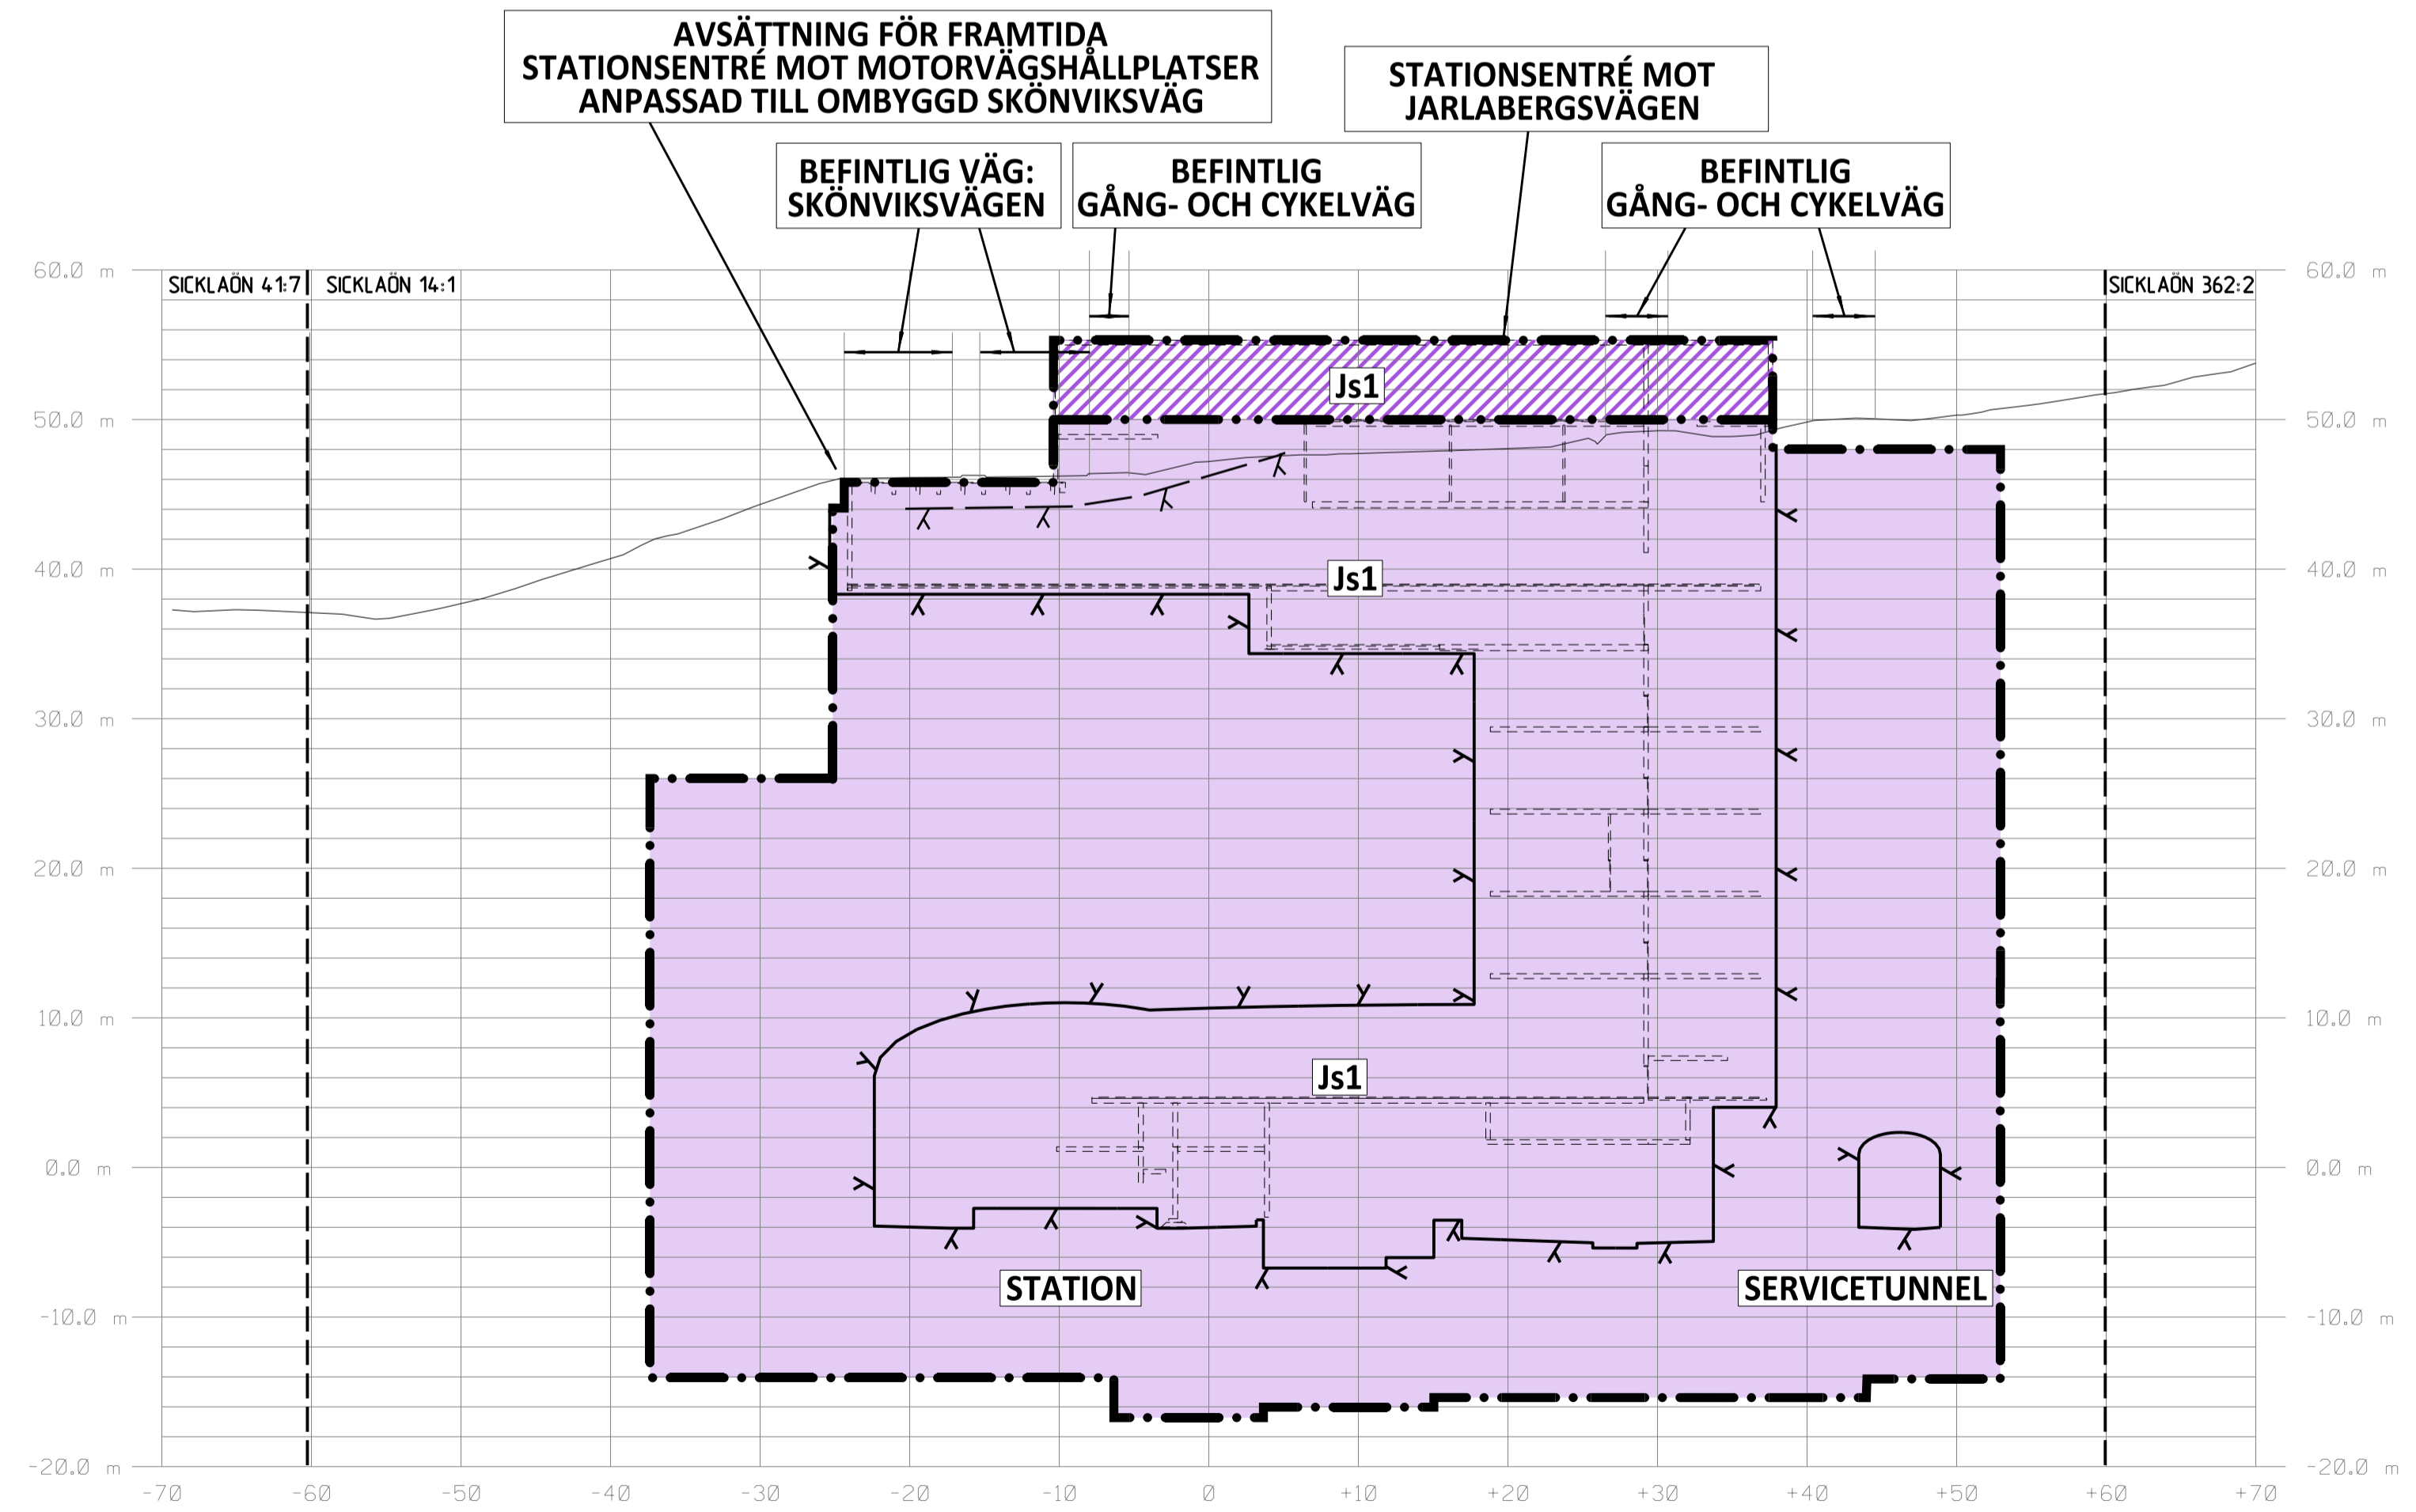 AVSÄTTNING FÖR FRAMTIDA
STATIONSENTRÉ MOT MOTORVÄGSHÅLLPLATSER
ANPASSAD TILL OMBYGGD SKÖNVIKSVÄG
STATIONSENTRÉ MOT
JARLABERGSVÄGEN
BEFINTLIG VÄG:
SKÖNVIKSVÄGEN
BEFINTLIG
GÅNG- OCH CYKELVÄG
BEFINTLIG
GÅNG- OCH CYKELVÄG
60.0 m
60.0 m
SICKLAÖN 41:7
SICKLAÖN 14:1
SICKLAÖN 362:2
Js1
50.0 m
50.0 m
40.0 m
Js1
40.0 m
30.0 m
30.0 m
20.0 m
20.0 m
10.0 m
10.0 m
Js1
0.0 m
0.0 m
STATION
SERVICETUNNEL
-10.0 m
-10.0 m
-20.0 m
-20.0 m
-70 -60 -50 -40 -30 -20 -10 0 +10 +20 +30 +40 +50 +60 +70